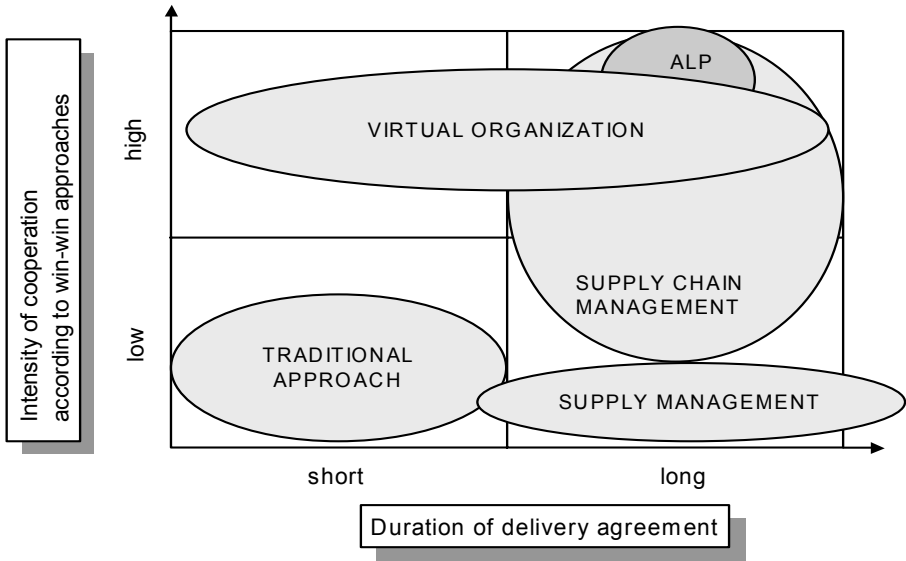 Intensity of cooperation
according to win-win approaches
high
low
ALP
VIRTUAL ORGANIZATION
SUPPLY CHAIN
MANAGEMENT
TRADITIONAL
APPROACH
SUPPLY MANAGEMENT
short
long
Duration of delivery agreement